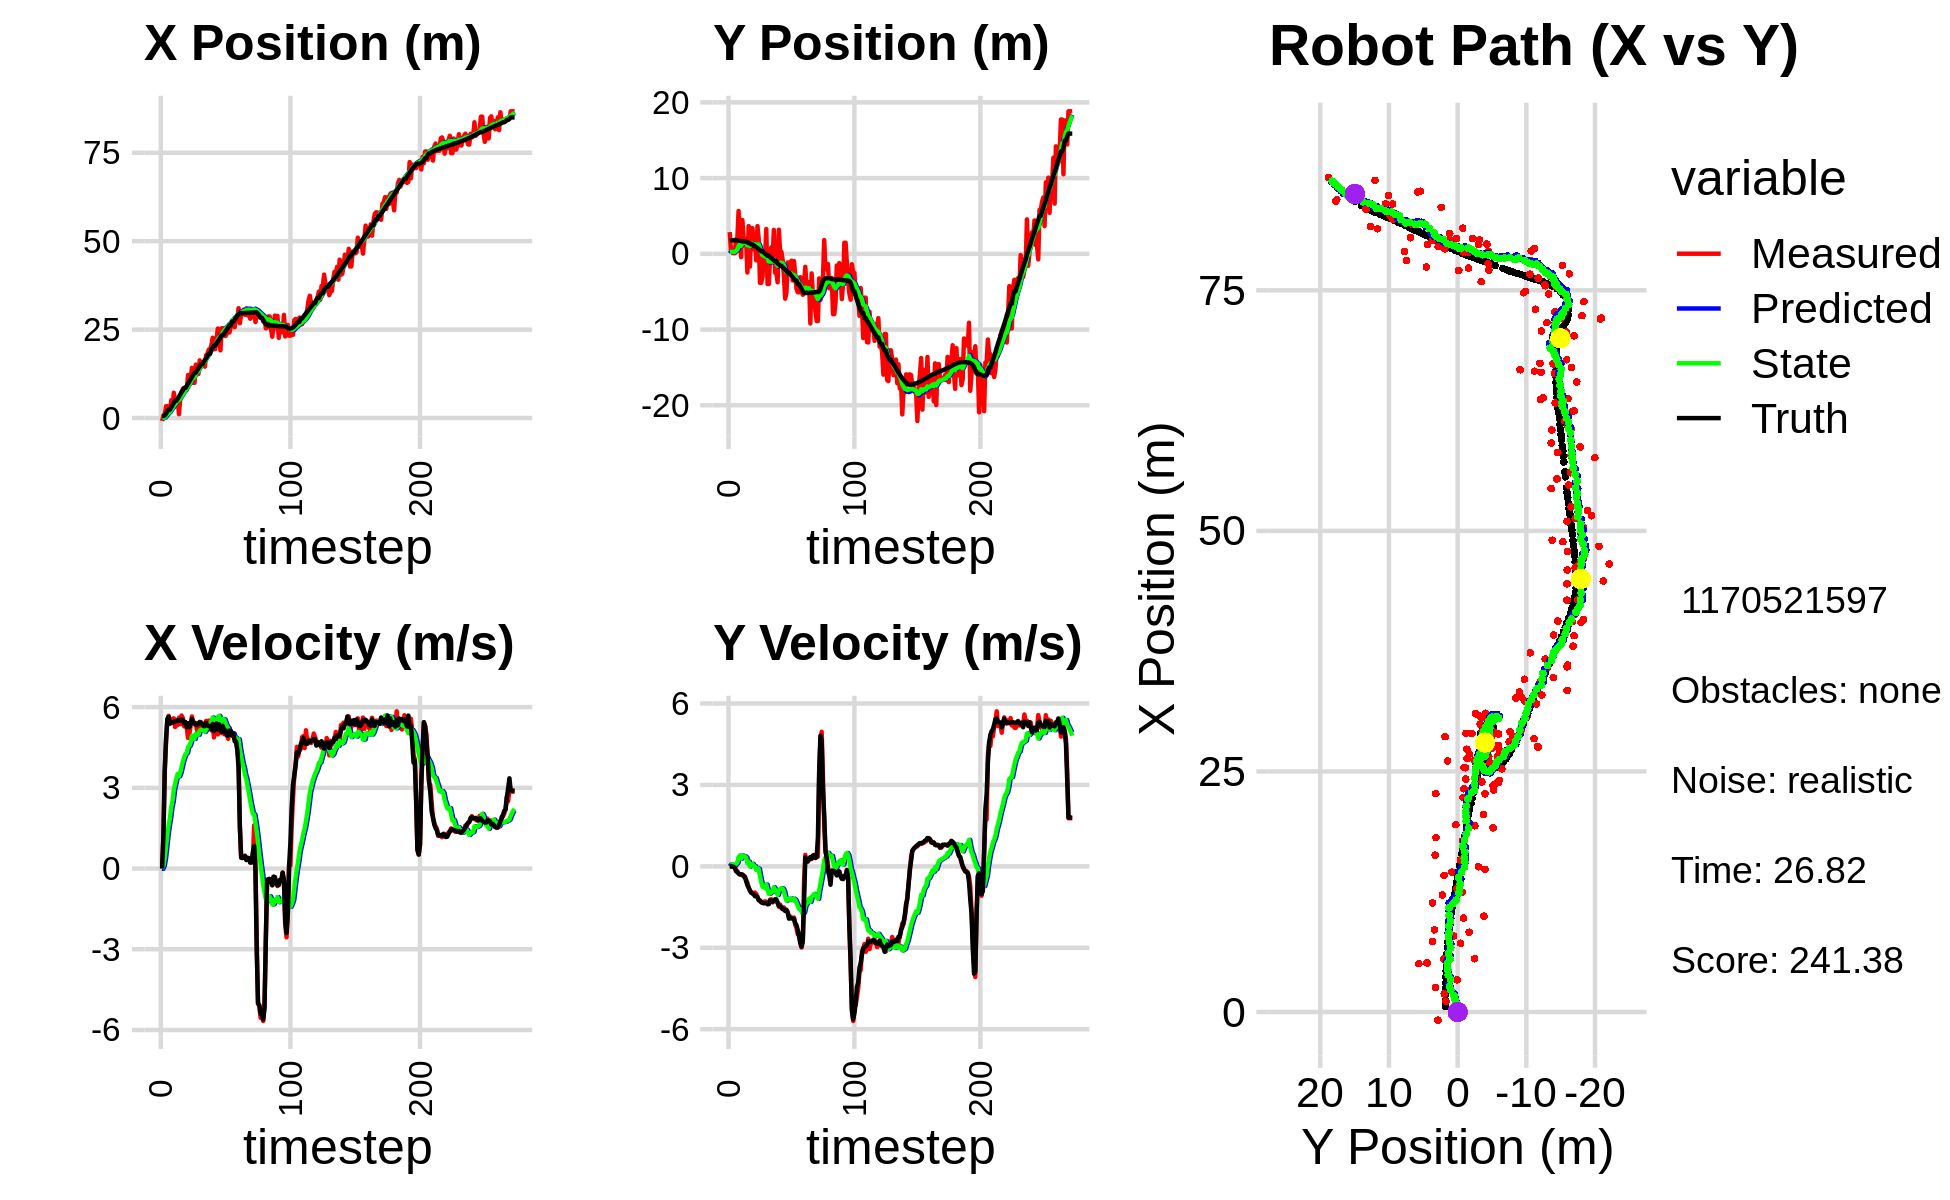 X Position (m)
75
50
25
0
0
100
200
timestep
Y Position (m)
20
10
0
-10
-20
0
100
200
timestep
X Velocity (m/s)
6
3
0
-3
-6
0
100
200
timestep
Y Velocity (m/s)
6
3
0
-3
-6
0
100
200
timestep
Robot Path (X vs Y)
X Position (m)
75
50
25
0
20 10 0 -10 -20
Y Position (m)
variable
Measured
Predicted
State
Truth
1170521597
Obstacles: none
Noise: realistic
Time: 26.82
Score: 241.38